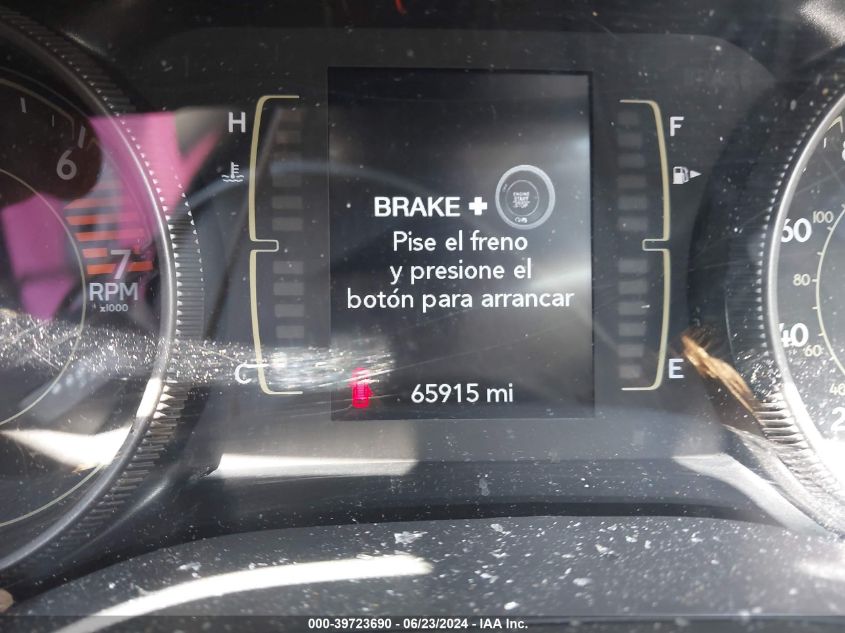 H
F
6
BRAKE + ENGINE START STOP
Pise el freno
y presione el
botón para arrancar
60
100
7
80
RPM
x1000
40
60
C
E
40
65915 mi
000-39723690 - 06/23/2024 - IAA Inc.